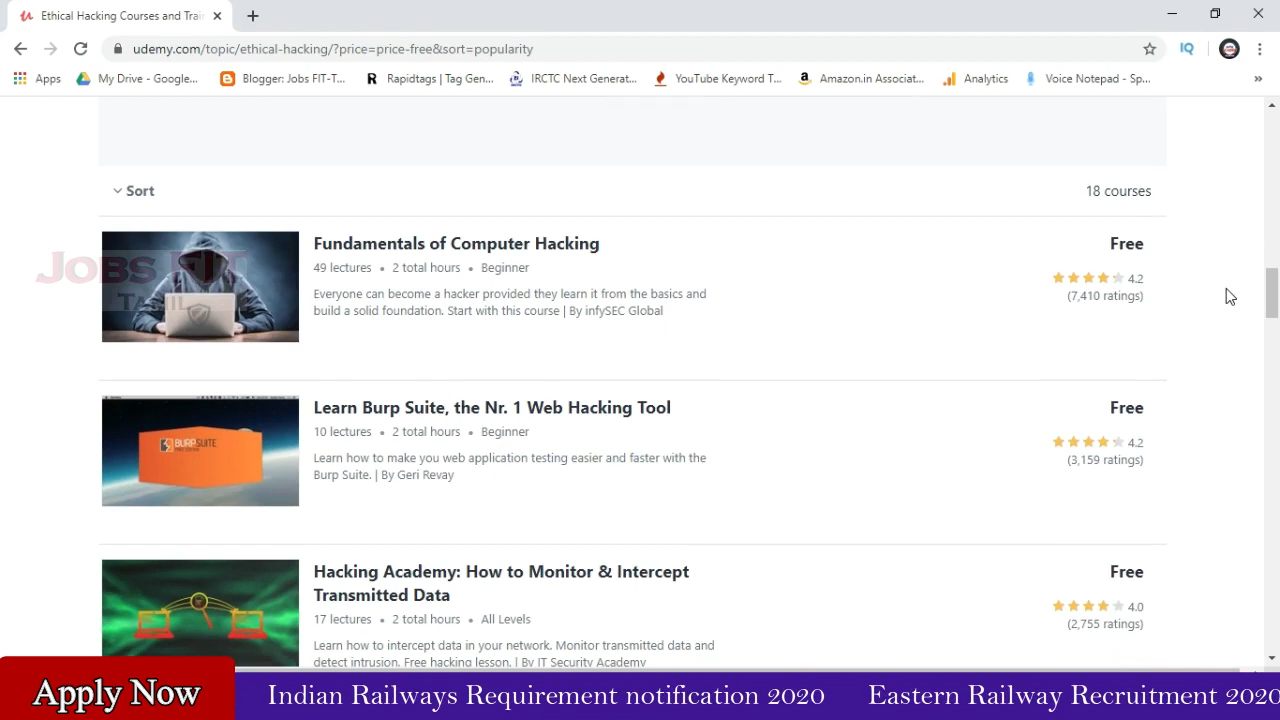 Ethical Hacking Courses and Trai
udemy.com/topic/ethical-hacking/?price=price-free&sort=popularity
IQ
Apps
My Drive - Google...
Blogger: Jobs FIT-T...
R Rapidtags | Tag Gen...
IRCTC Next Generat...
YouTube Keyword T...
Amazon.in Associat...
Analytics
Voice Notepad - Sp...
Sort
18 courses
JOBS FIT
TAMIL
Fundamentals of Computer Hacking
Free
49 lectures • 2 total hours • Beginner
4.2
Everyone can become a hacker provided they learn it from the basics and
(7,410 ratings)
build a solid foundation. Start with this course | By infySEC Global
Learn Burp Suite, the Nr. 1 Web Hacking Tool
Free
10 lectures • 2 total hours • Beginner
4.2
BURPSUITE
Learn how to make you web application testing easier and faster with the
(3,159 ratings)
Burp Suite. | By Geri Revay
Hacking Academy: How to Monitor & Intercept
Free
Transmitted Data
4.0
17 lectures • 2 total hours • All Levels
(2,755 ratings)
Learn how to intercept data in your network. Monitor transmitted data and
detect intrusion. Free hacking lesson. | By IT Security Academy
Apply Now
Indian Railways Requirement notification 2020
Eastern Railway Recruitment 2020